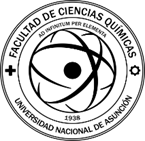 FACULTAD DE CIENCIAS QUÍMICAS
AD INFINITUM PER ELEMENTA
1938
UNIVERSIDAD NACIONAL DE ASUNCIÓN